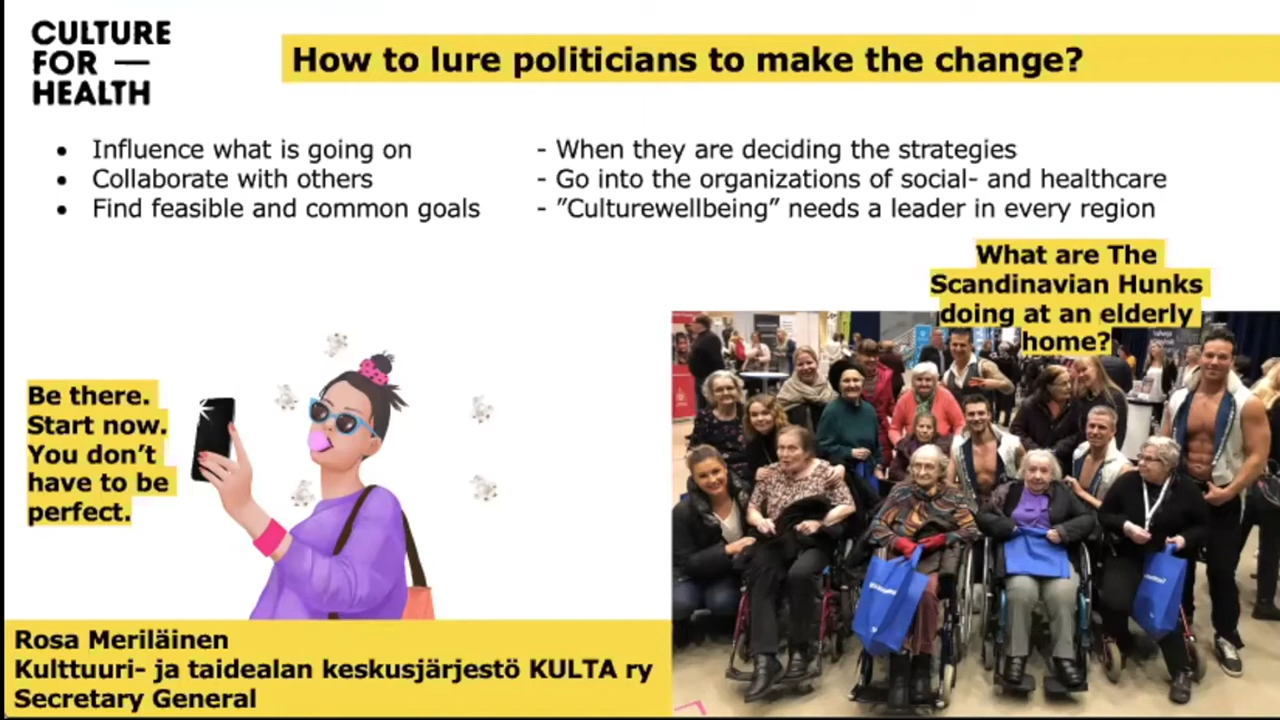 CULTURE
FOR —
HEALTH
How to lure politicians to make the change?
• Influence what is going on
• Collaborate with others
• Find feasible and common goals
- When they are deciding the strategies
- Go into the organizations of social- and healthcare
- ”Culturewellbeing” needs a leader in every region
What are The
Scandinavian Hunks
doing at an elderly
home?
Be there.
Start now.
You don’t
have to be
perfect.
Rosa Meriläinen
Kulttuuri- ja taidealan keskusjärjestö KULTA ry
Secretary General